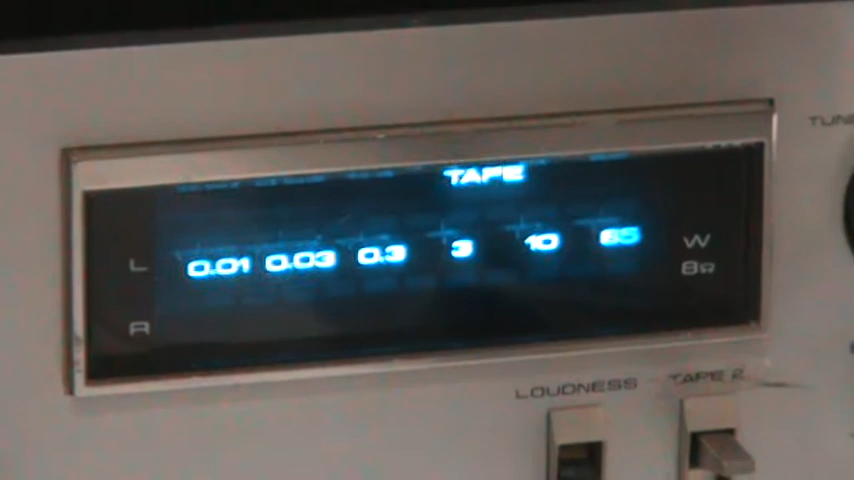 TUNE
TAPE
L 0.01 0.03 0.3 3 10 65 W
8Ω
R
LOUDNESS TAPE 2